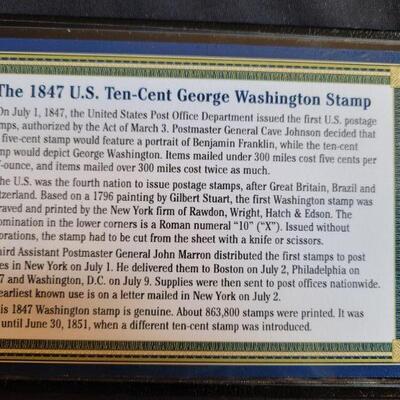 The 1847 U.S. Ten-Cent George Washington Stamp
On July 1, 1847, the United States Post Office Department issued the first U.S. postage
mps, authorized by the Act of March 3. Postmaster General Cave Johnson decided that
five-cent stamp would feature a portrait of Benjamin Franklin, while the ten-cent
mp would depict George Washington. Items mailed under 300 miles cost five cents per
-ounce, and items mailed over 300 miles cost twice as much.
he U.S. was the fourth nation to issue postage stamps, after Great Britain, Brazil and
tzerland. Based on a 1796 painting by Gilbert Stuart, the first Washington stamp was
raved and printed by the New York firm of Rawdon, Wright, Hatch & Edson. The
omination in the lower corners is a Roman numeral "10" ("X"). Issued without
orations, the stamp had to be cut from the sheet with a knife or scissors.
hird Assistant Postmaster General John Marron distributed the first stamps to post
es in New York on July 1. He delivered them to Boston on July 2, Philadelphia on
7 and Washington, D.C. on July 9. Supplies were then sent to post offices nationwide.
earliest known use is on a letter mailed in New York on July 2.
is 1847 Washington stamp is genuine. About 863,800 stamps were printed. It was
until June 30, 1851, when a different ten-cent stamp was introduced.